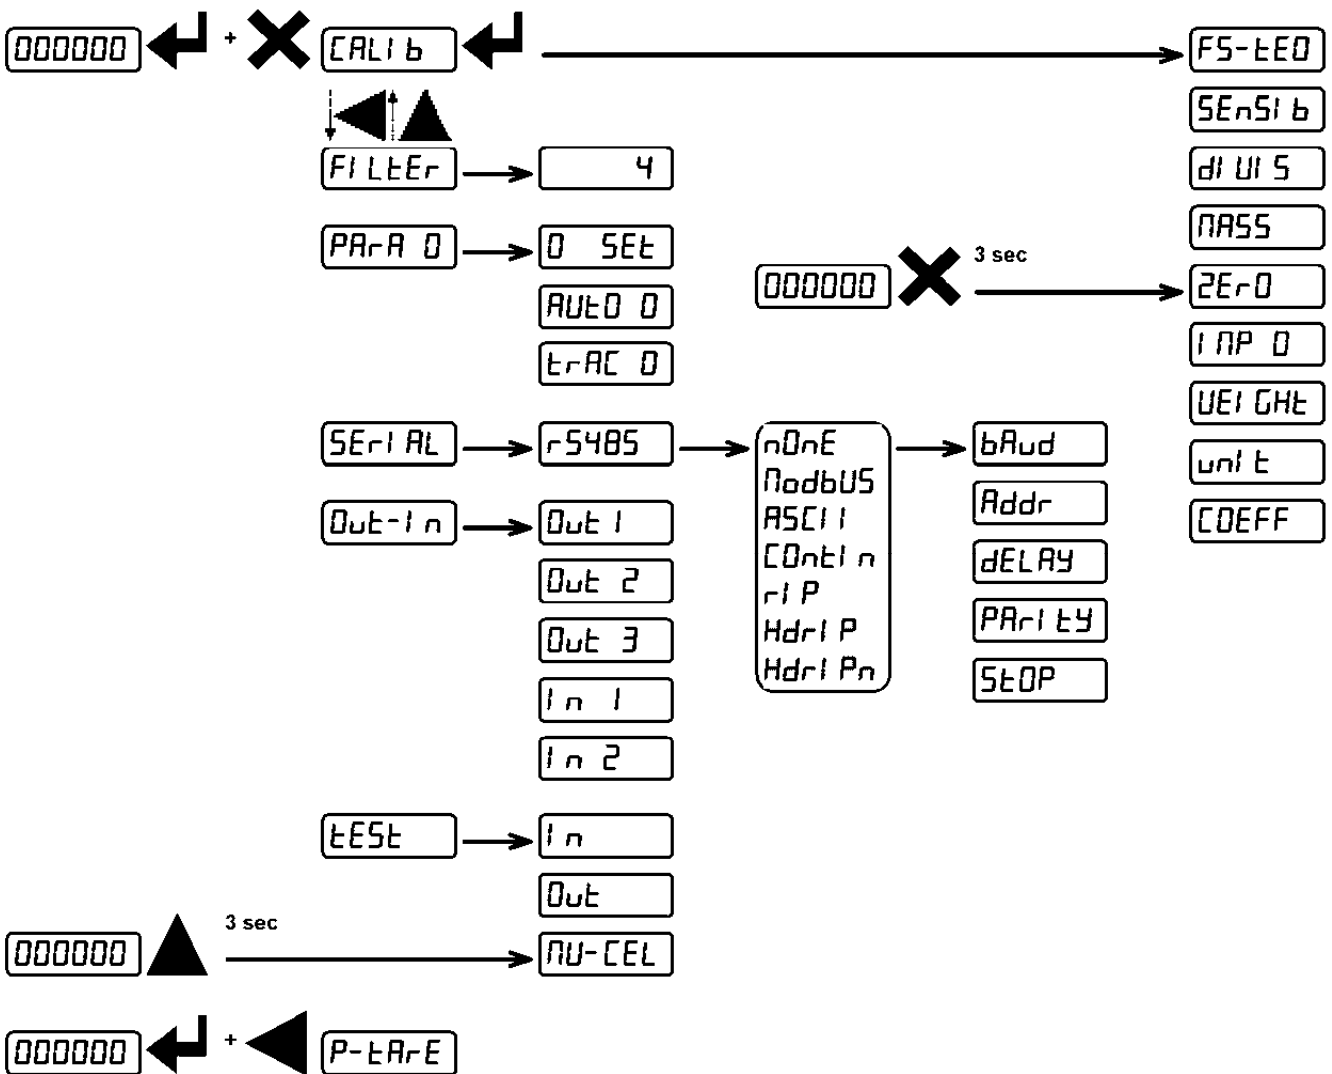 000000 + CALIb FS-tEO
SEnSIb
FILtEr 4 dIUIS
PArA 0 0 SEt MASS
000000 3 sec ZErO
AUtO 0
trAC 0 IMP 0
UEIGHt
SErIAL rS485 nOnE bAud unIt
ModbUS
ASCII
COntIn
rIP
HdrIP
HdrIPn
Addr COEFF
dELAY
PArItY
StOP
Out-In Out 1
Out 2
Out 3
In 1
In 2
tESt In
Out
000000 3 sec MU-CEL
000000 + P-tArE